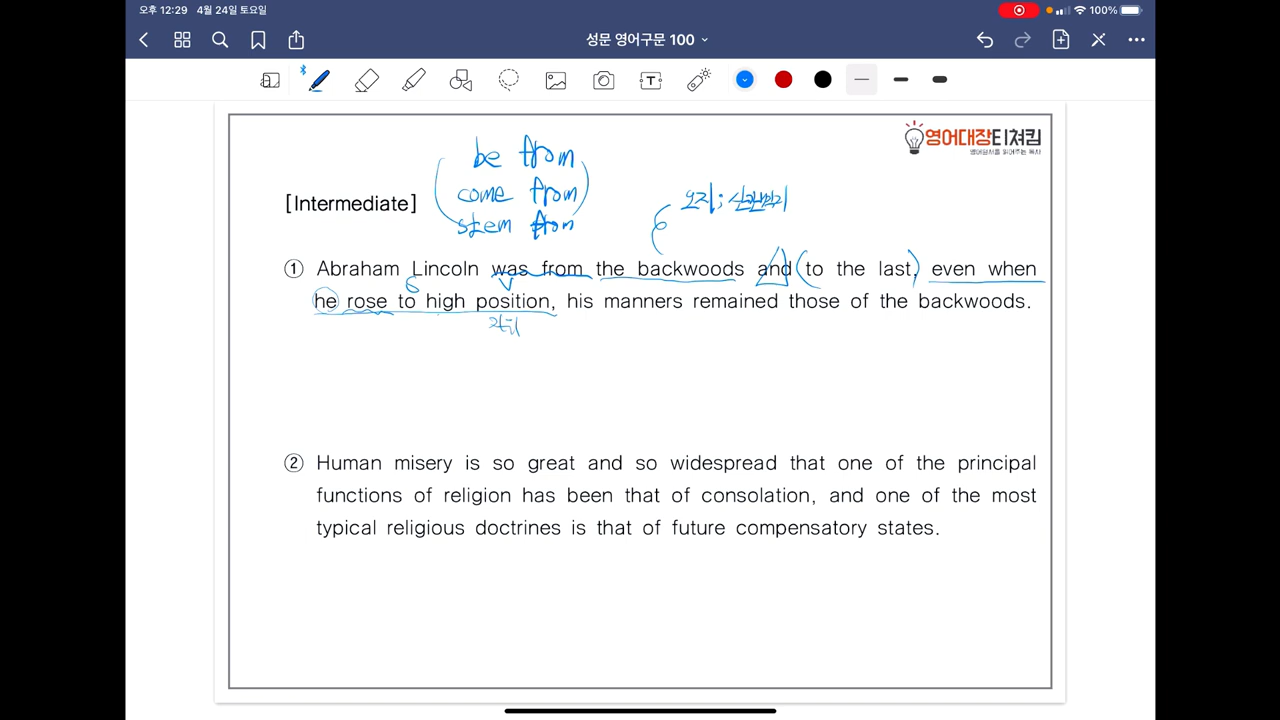 오후 12:29 4월 24일 토요일
100%
성문 영어구문 100
영어대장티쳐킴
be from
[Intermediate]
come from
stem from
오지; 산간벽지
① Abraham Lincoln was from the backwoods and (to the last, even when
he rose to high position, his manners remained those of the backwoods.
② Human misery is so great and so widespread that one of the principal
functions of religion has been that of consolation, and one of the most
typical religious doctrines is that of future compensatory states.